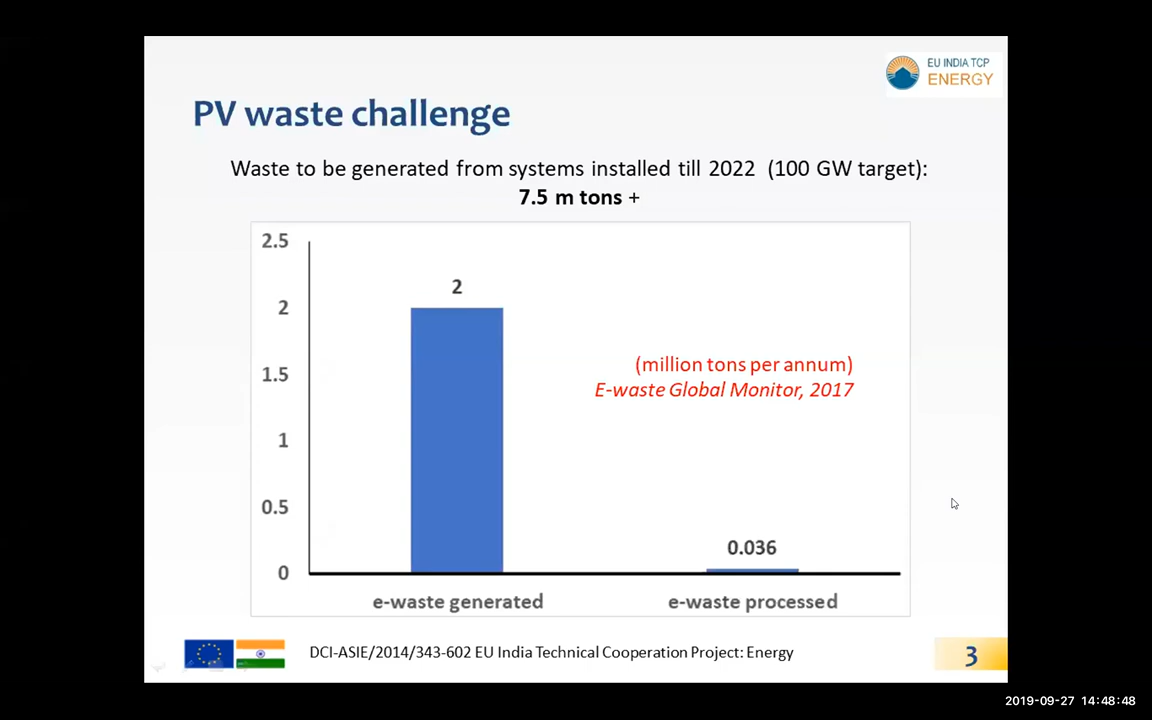 EU INDIA TCP
ENERGY
PV waste challenge
Waste to be generated from systems installed till 2022 (100 GW target):
7.5 m tons +
2.5
2
1.5
1
0.5
0
2
0.036
(million tons per annum)
E-waste Global Monitor, 2017
e-waste generated
e-waste processed
DCI-ASIE/2014/343-602 EU India Technical Cooperation Project: Energy
3
2019-09-27 14:48:48